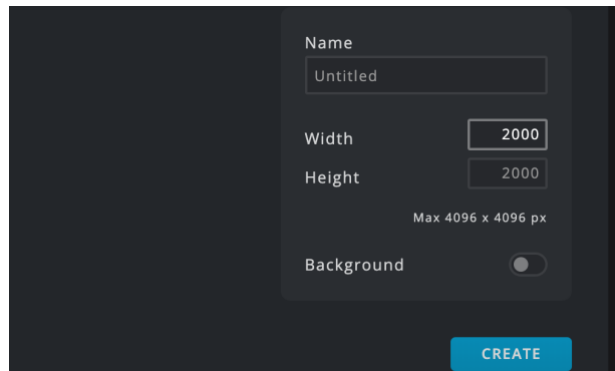 Name
Untitled
Width 2000
Height 2000
Max 4096 x 4096 px
Background
CREATE